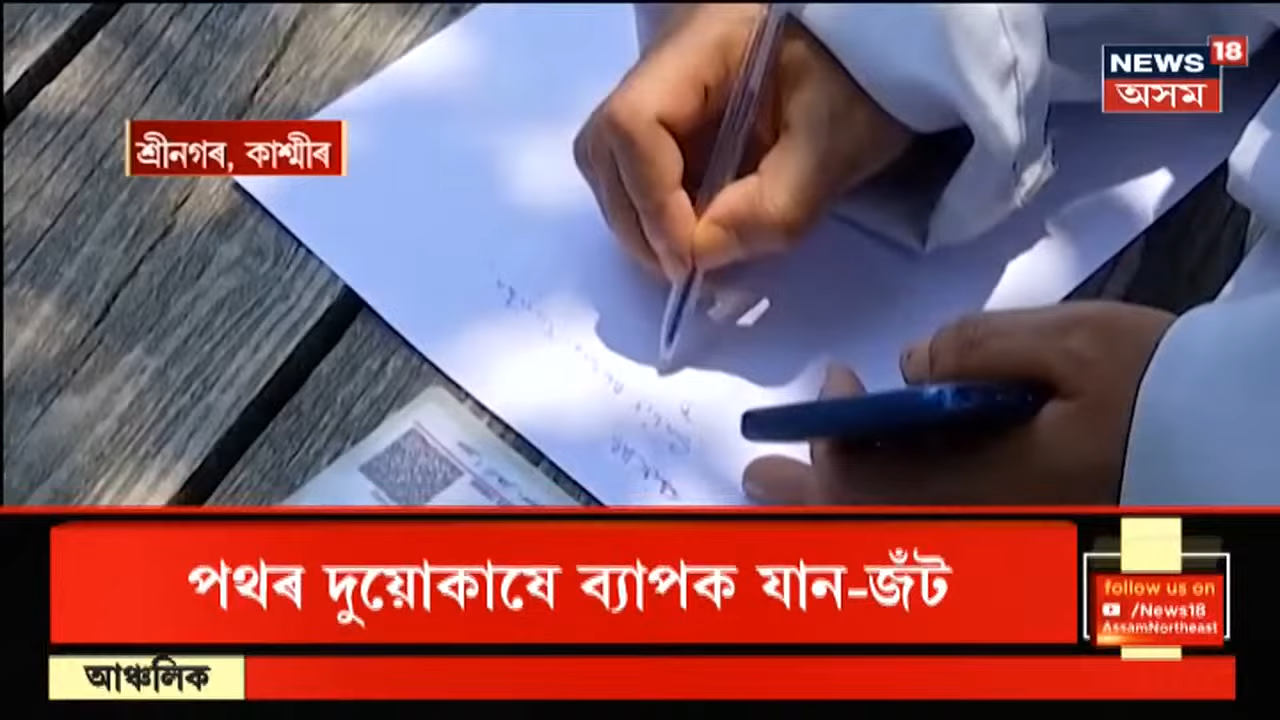 NEWS 18
অসম
শ্ৰীনগৰ, কাশ্মীৰ
পথৰ দুয়োকাষে ব্যাপক যান-জঁট
follow us on
/News18
AssamNortheast
আঞ্চলিক